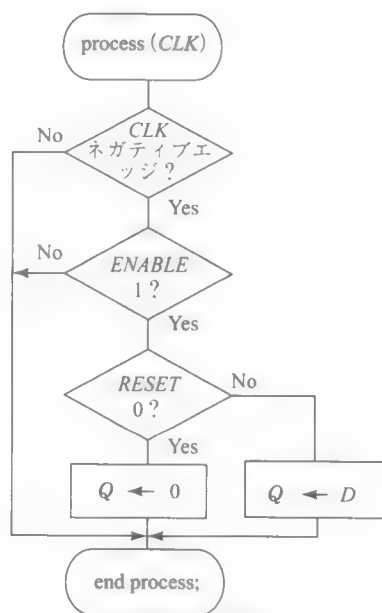 process (CLK)
No
CLK
ネガティブエ
ッジ?
Yes
No
ENABLE
1?
Yes
RESET
0?
No
Yes
Q ← 0
Q ← D
end process;